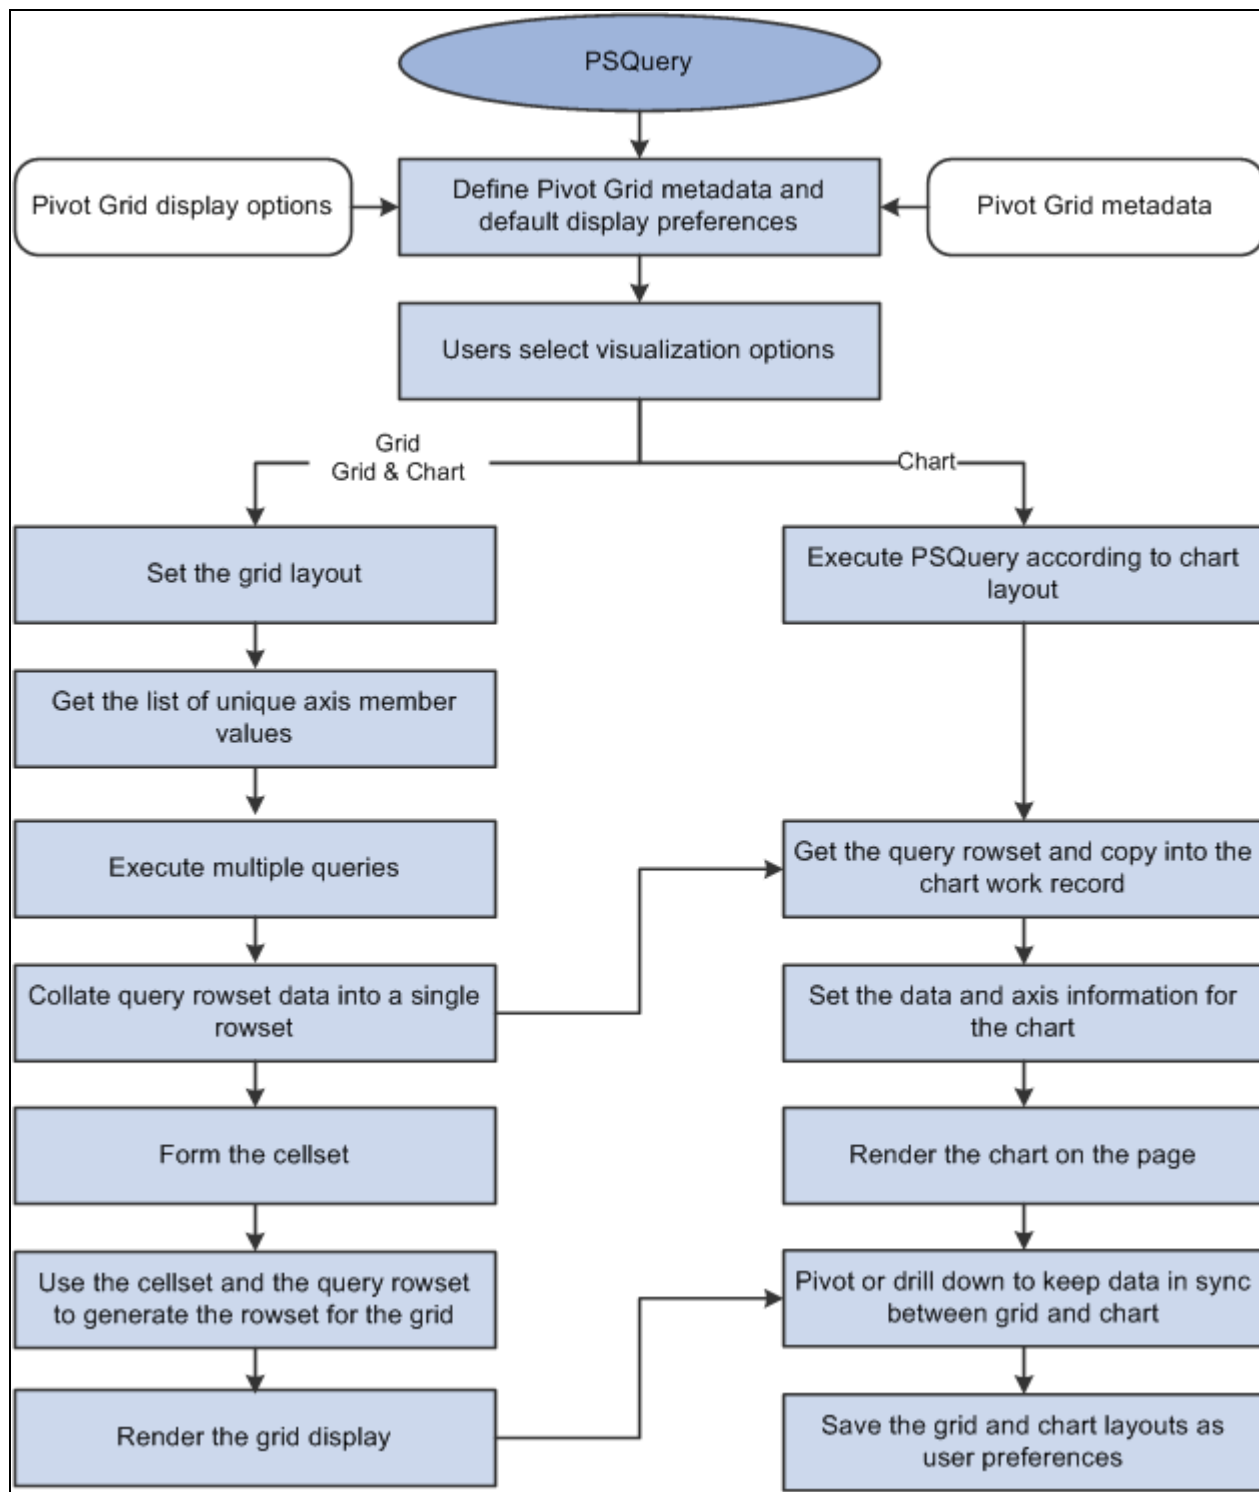 PSQuery
Pivot Grid display options
Define Pivot Grid metadata and
default display preferences
Pivot Grid metadata
Users select visualization options
Grid
Grid & Chart
Chart
Set the grid layout
Execute PSQuery according to chart
layout
Get the list of unique axis member
values
Execute multiple queries
Get the query rowset and copy into the
chart work record
Collate query rowset data into a single
rowset
Set the data and axis information for
the chart
Form the cellset
Render the chart on the page
Use the cellset and the query rowset
to generate the rowset for the grid
Pivot or drill down to keep data in sync
between grid and chart
Render the grid display
Save the grid and chart layouts as
user preferences